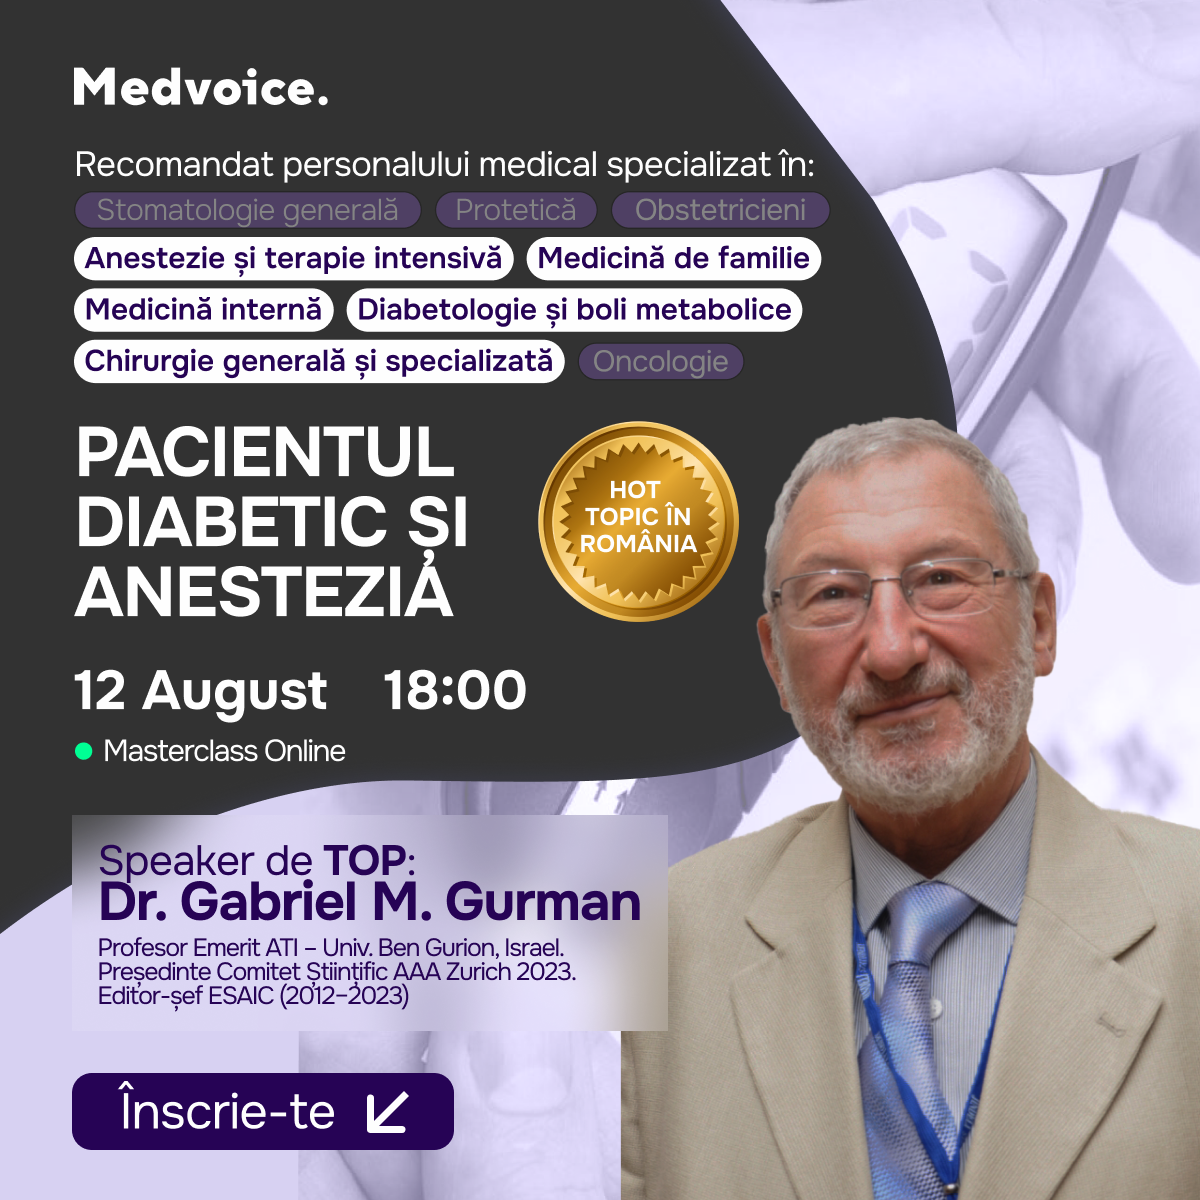 Medvoice.
Recomandat personalului medical specializat în:
Stomatologie generală Protetică Obstetricieni
Anestezie și terapie intensivă Medicină de familie
Medicină internă Diabetologie și boli metabolice
Chirurgie generală și specializată Oncologie
PACIENTUL
DIABETIC ȘI
ANESTEZIA
HOT
TOPIC ÎN
ROMÂNIA
12 August 18:00
Masterclass Online
Speaker de TOP:
Dr. Gabriel M. Gurman
Profesor Emerit ATI – Univ. Ben Gurion, Israel.
Președinte Comitet Științific AAA Zurich 2023.
Editor-șef ESAIC (2012–2023)
Înscrie-te